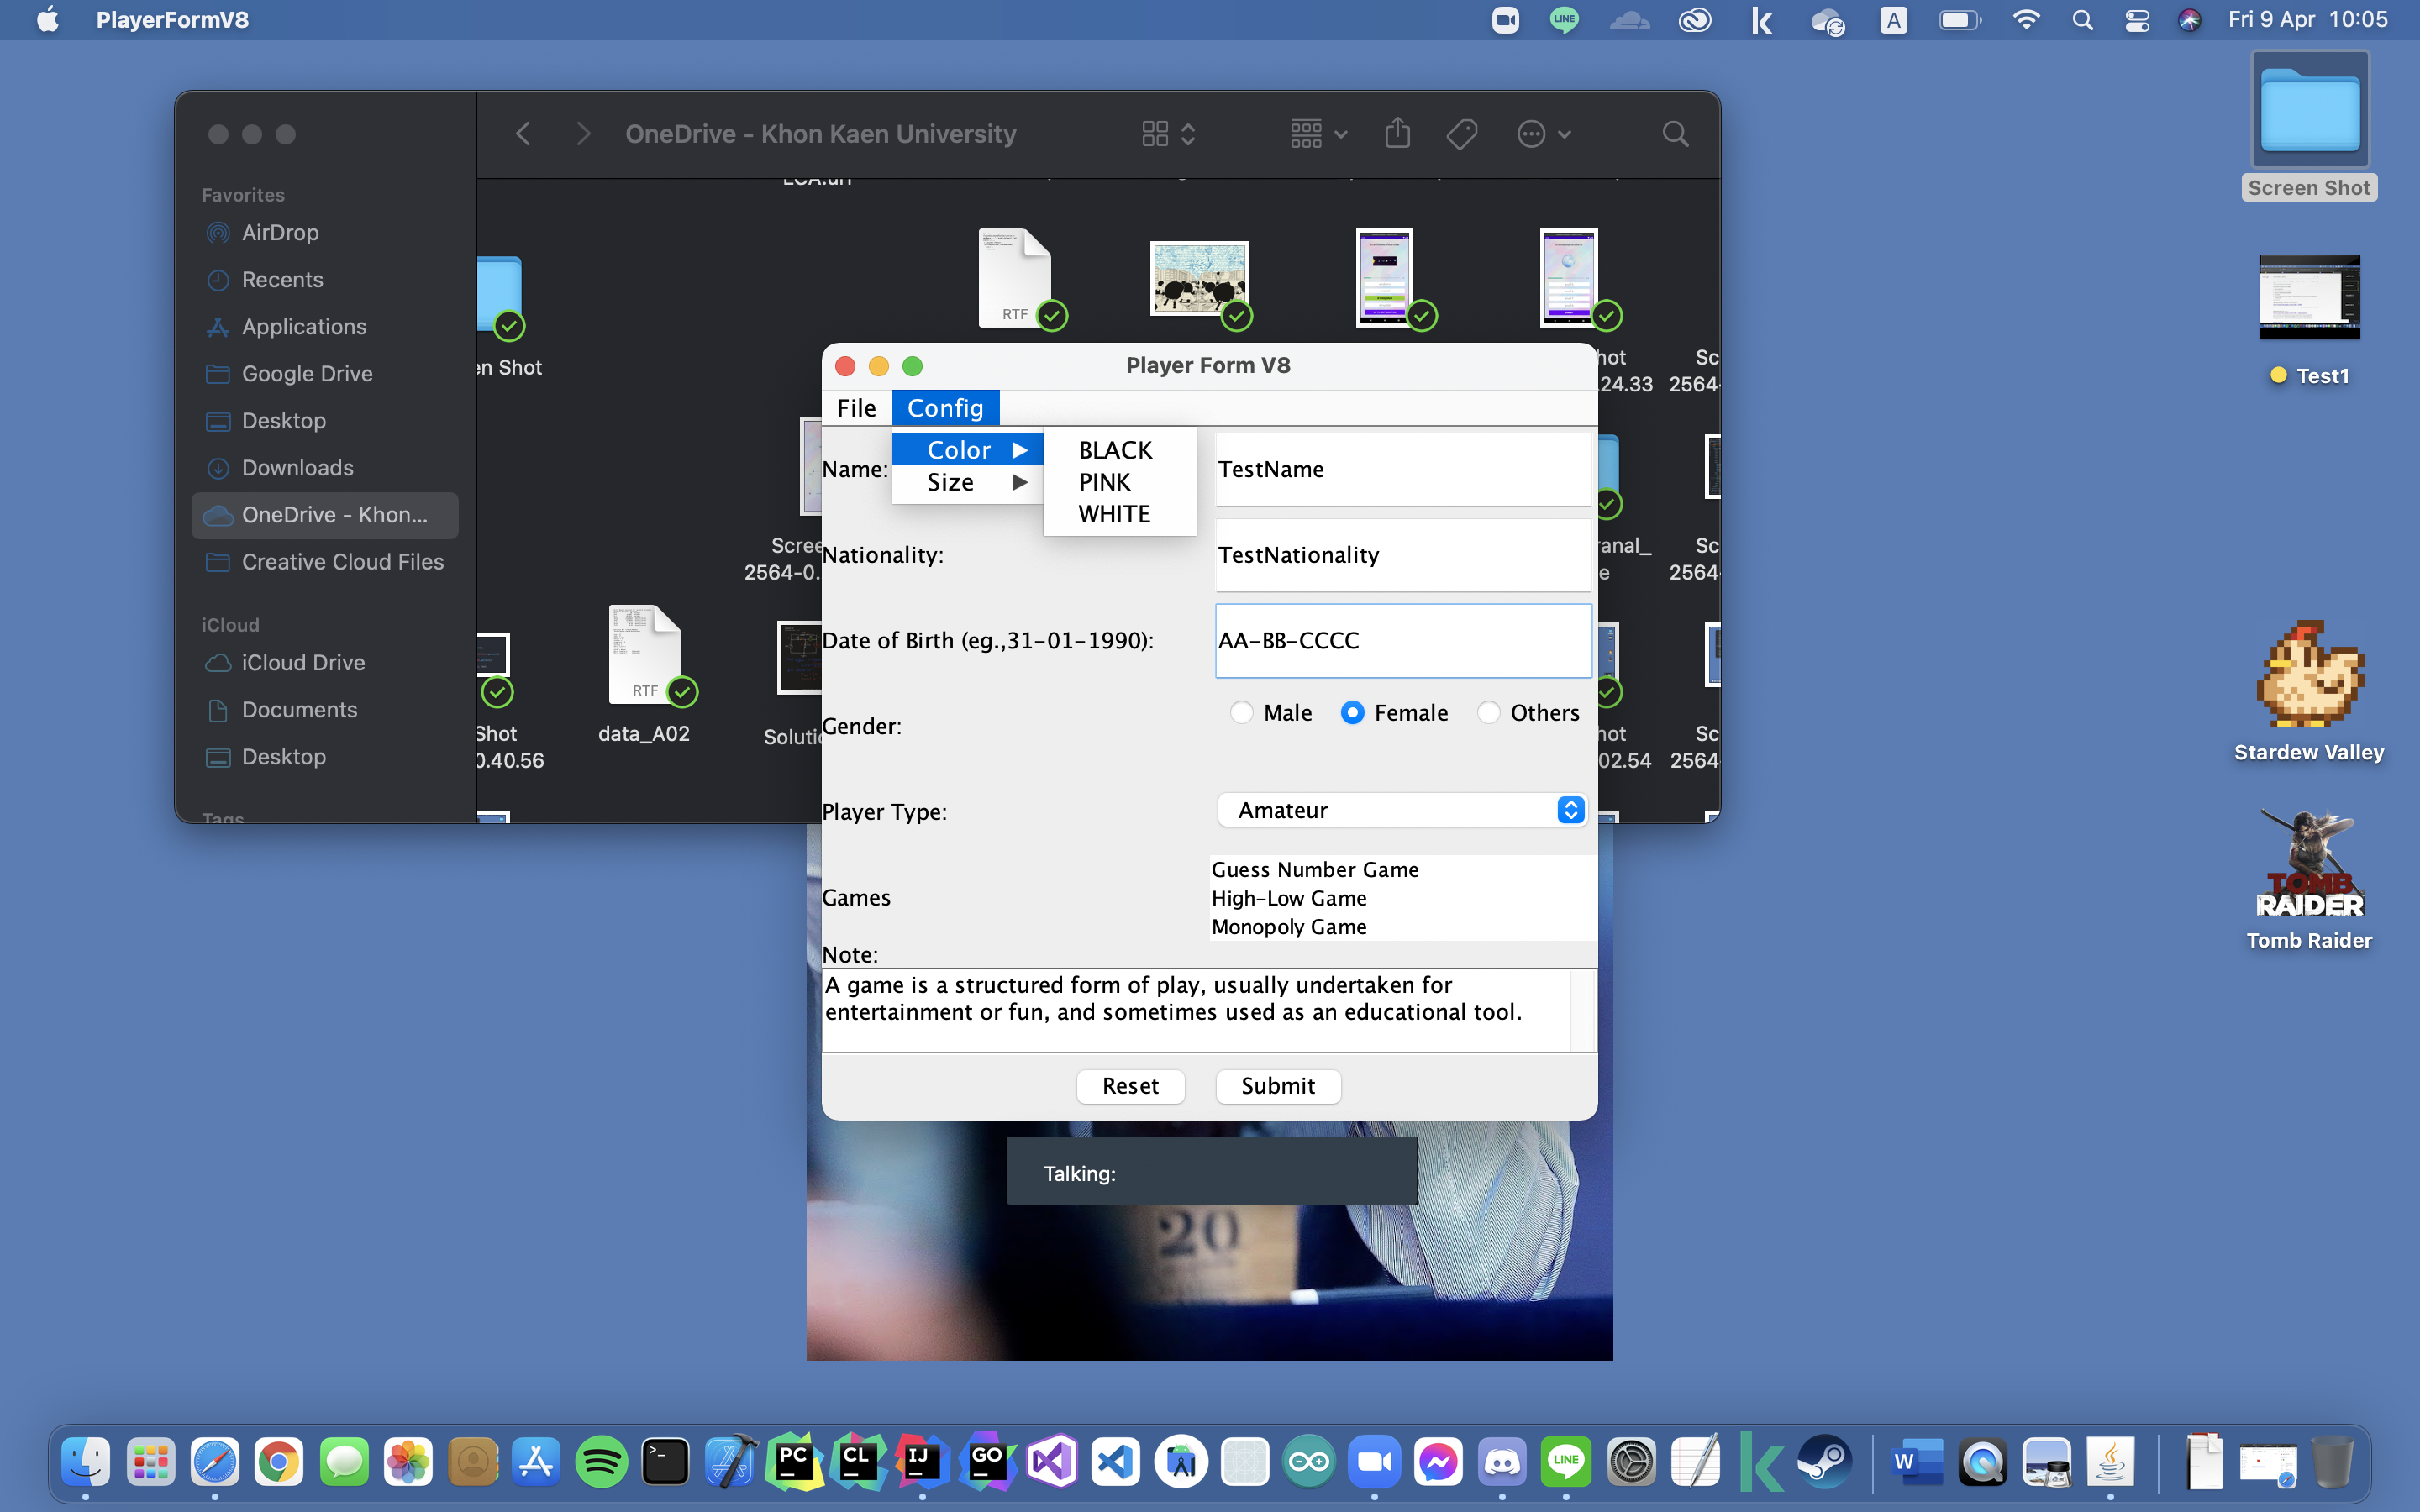 PlayerFormV8
LINE
A
Fri 9 Apr 10:05
OneDrive - Khon Kaen University
Favorites
AirDrop
Recents
Applications
Google Drive
Desktop
Downloads
OneDrive - Khon...
Creative Cloud Files
iCloud
iCloud Drive
Documents
Desktop
Tags
RTF
en Shot
hot
24.33
Sc
2564-
Scree
2564-0.
anal_
e
Sc
2564
RTF
Shot
0.40.56
data_A02
Solutio
hot
02.54
Sc
2564
Player Form V8
File Config
Color
Size
BLACK
PINK
WHITE
Name:
TestName
Nationality:
TestNationality
Date of Birth (eg.,31-01-1990):
AA-BB-CCCC
Gender:
Male Female Others
Player Type:
Amateur
Games
Guess Number Game
High-Low Game
Monopoly Game
Note:
A game is a structured form of play, usually undertaken for
entertainment or fun, and sometimes used as an educational tool.
Reset Submit
Talking:
20
Screen Shot
Test1
Stardew Valley
TOMB
RAIDER
Tomb Raider
PC
CL
IJ
GO
LINE
W